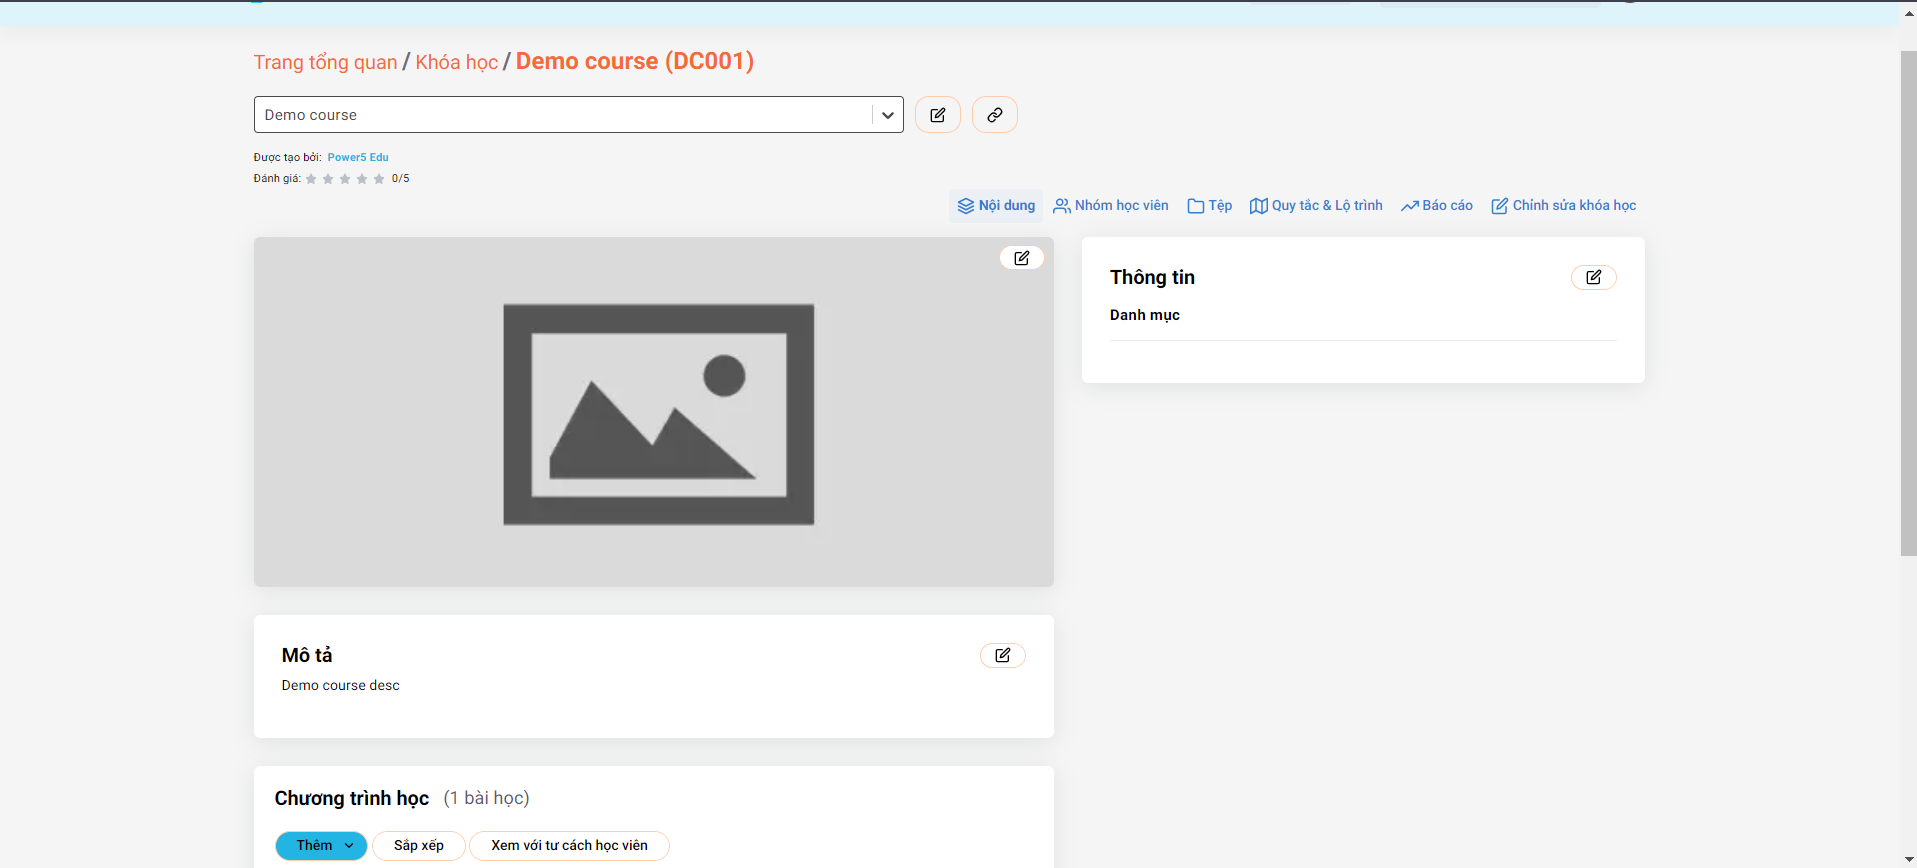 Trang tổng quan / Khóa học / Demo course (DC001)
Demo course
Được tạo bởi: Power5 Edu
Đánh giá: 0/5
Nội dung Nhóm học viên Tệp Quy tắc & Lộ trình Báo cáo Chỉnh sửa khóa học
Thông tin
Danh mục
Mô tả
Demo course desc
Chương trình học (1 bài học)
Thêm Sắp xếp Xem với tư cách học viên